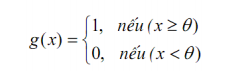 g(x) = { 1, nếu (x ≥ θ)
0, nếu (x < θ)